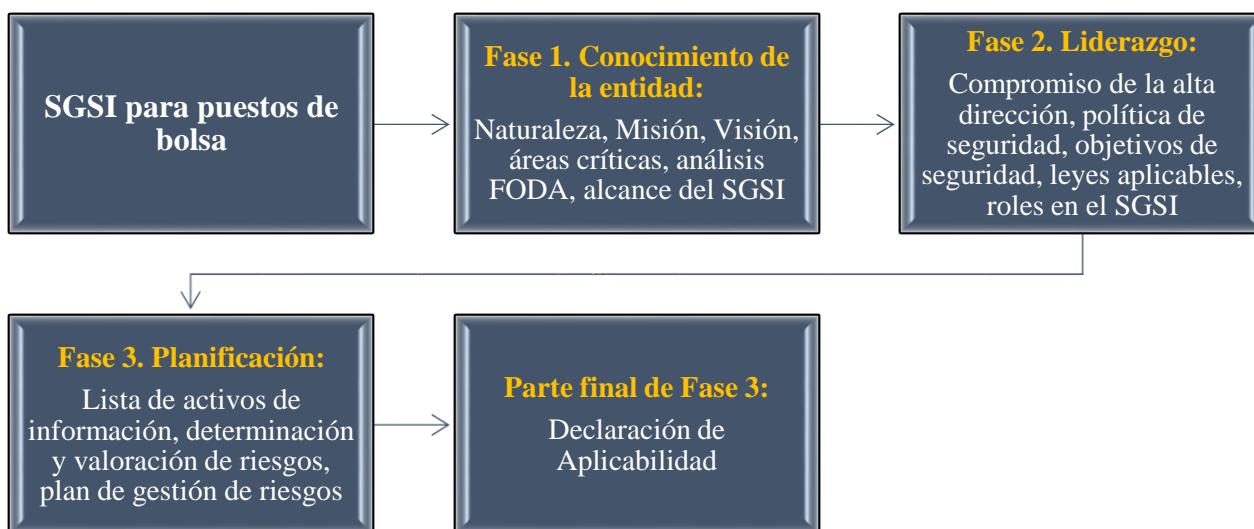 SGSI para puestos de
bolsa
Fase 1. Conocimiento de
la entidad:
Naturaleza, Misión, Visión,
áreas críticas, análisis
FODA, alcance del SGSI
Fase 2. Liderazgo:
Compromiso de la alta
dirección, política de
seguridad, objetivos de
seguridad, leyes aplicables,
roles en el SGSI
Fase 3. Planificación:
Lista de activos de
información, determinación
y valoración de riesgos,
plan de gestión de riesgos
Parte final de Fase 3:
Declaración de
Aplicabilidad